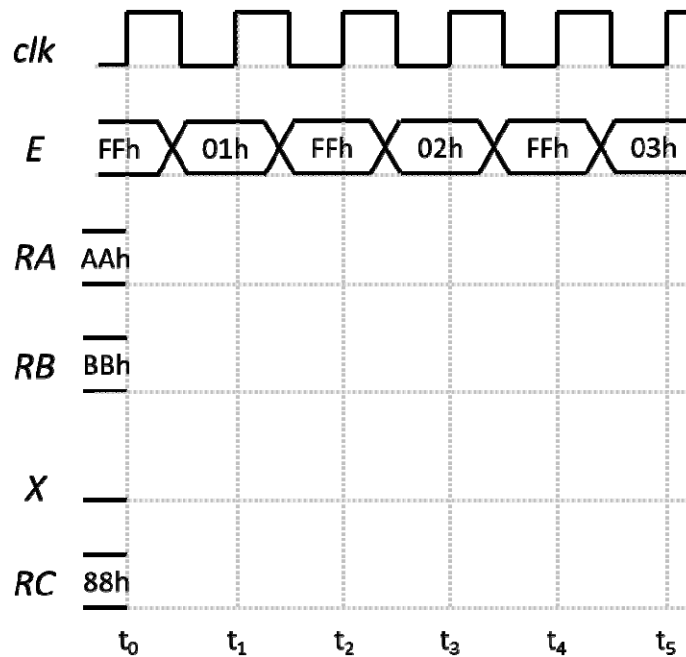 clk
E FFh 01h FFh 02h FFh 03h
RA AAh
RB BBh
X
RC 88h
t0 t1 t2 t3 t4 t5